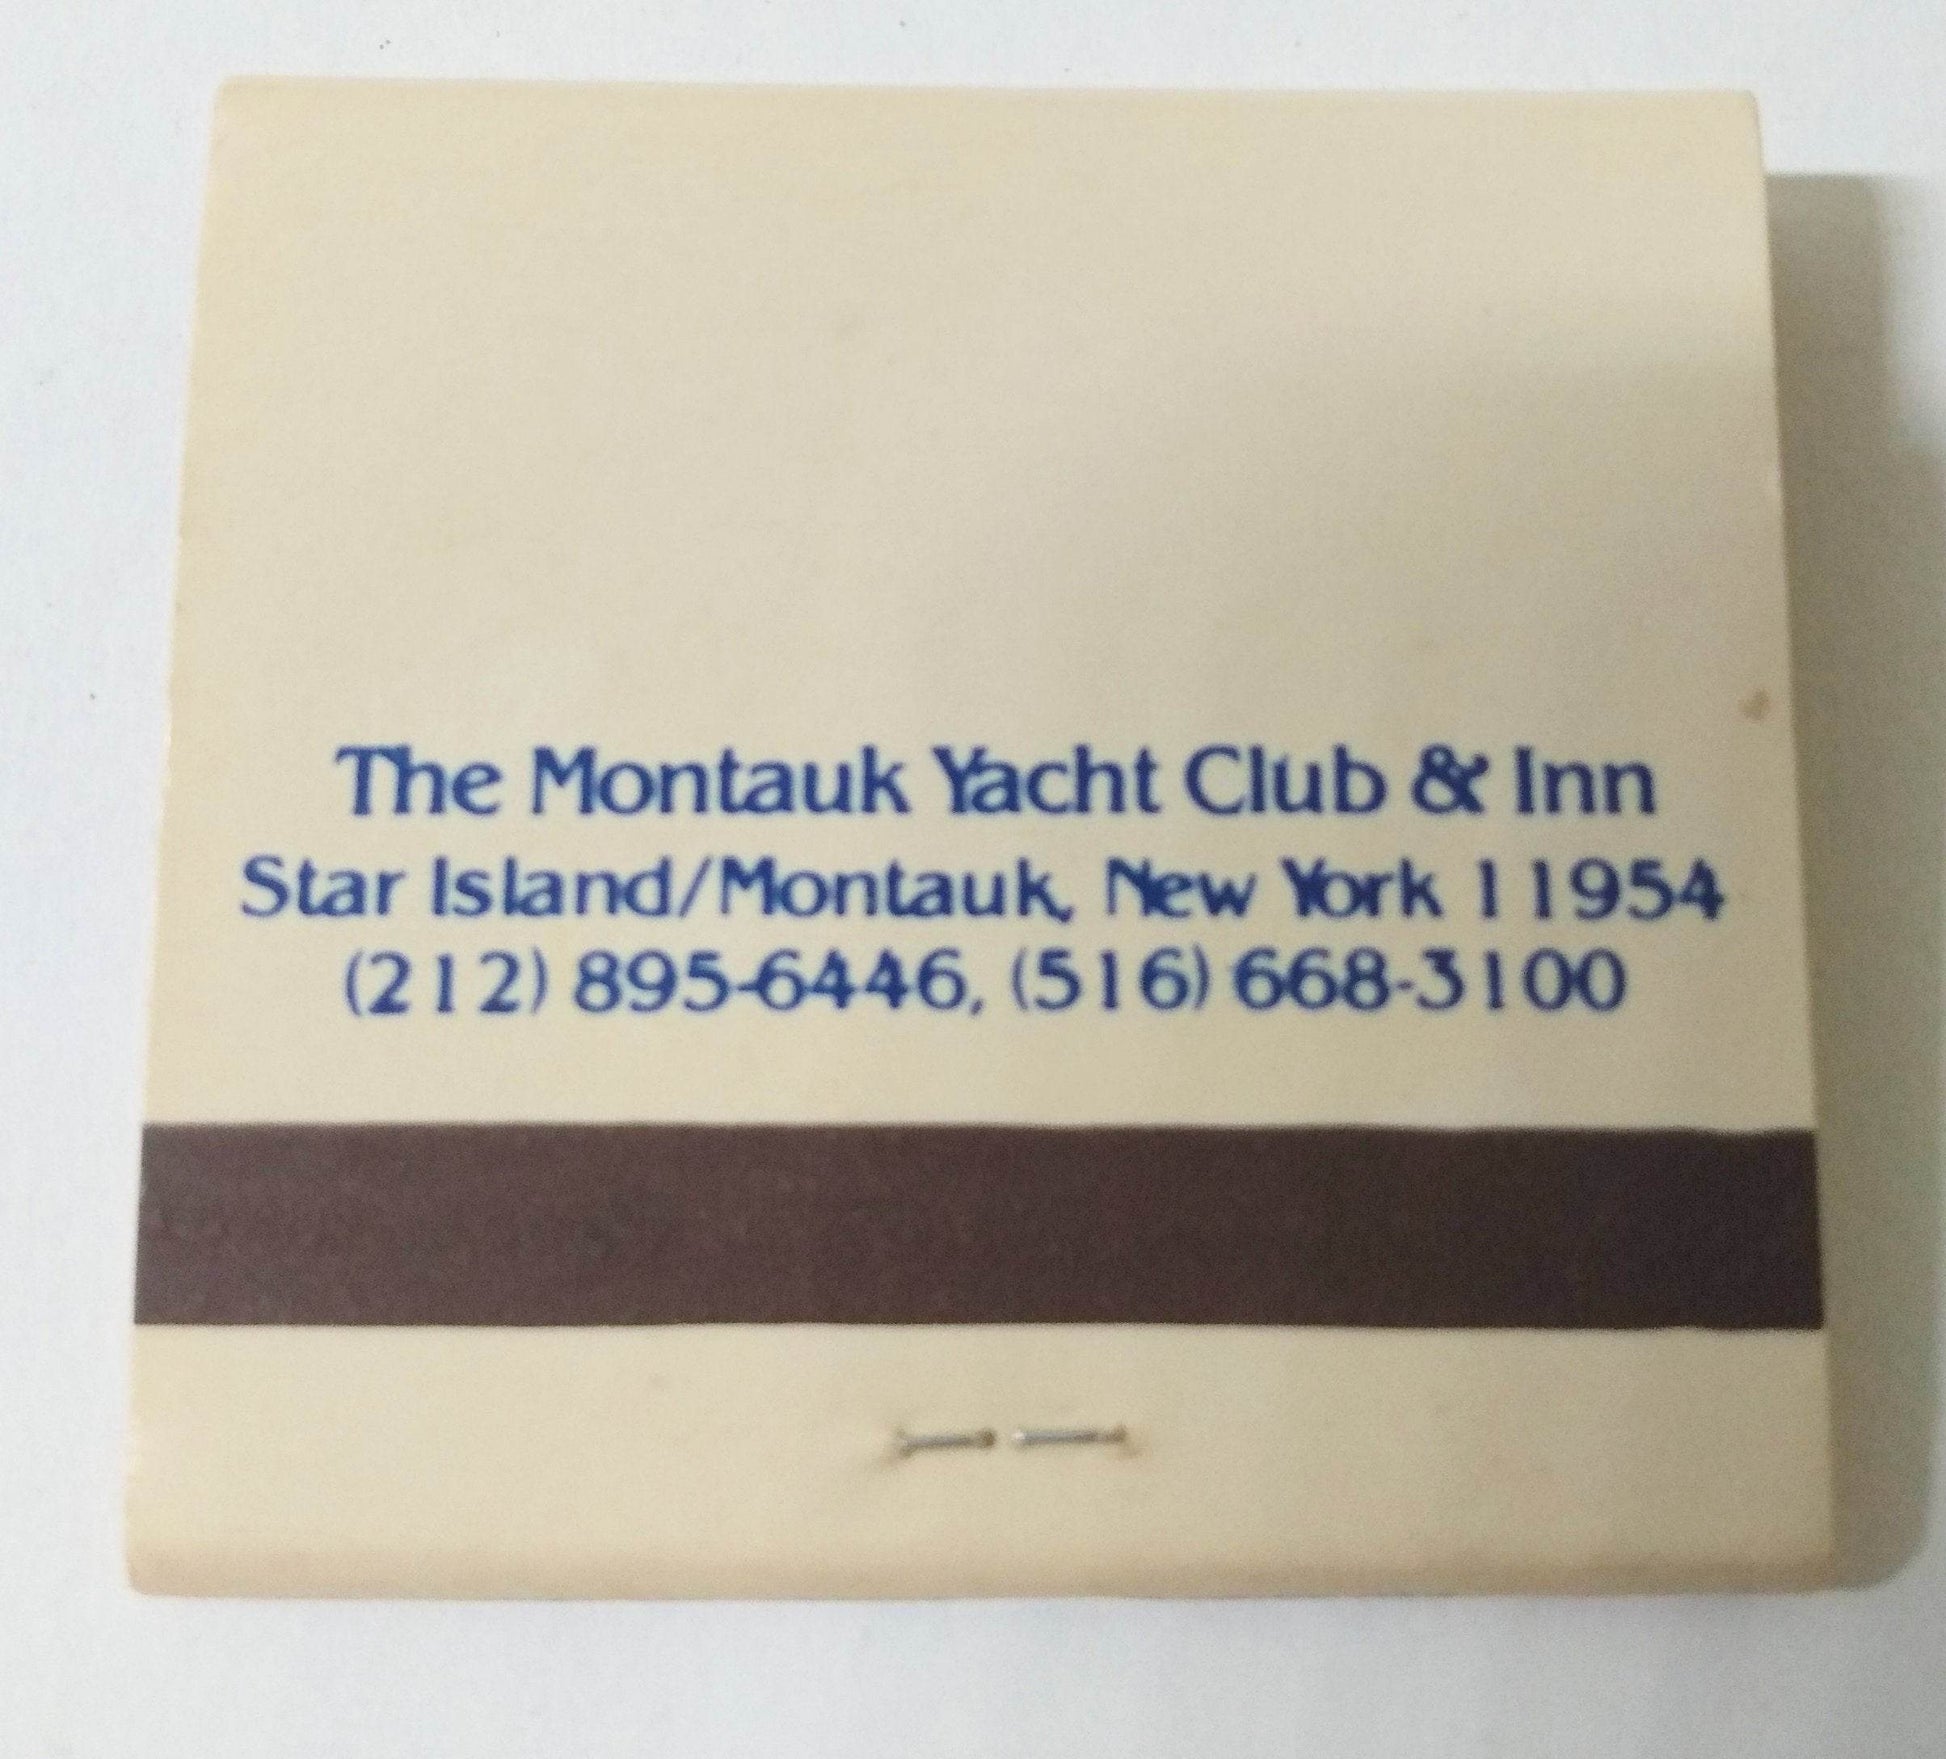 The Montauk Yacht Club & Inn
Star Island/Montauk, New York 11954
(212) 895-6446, (516) 668-3100